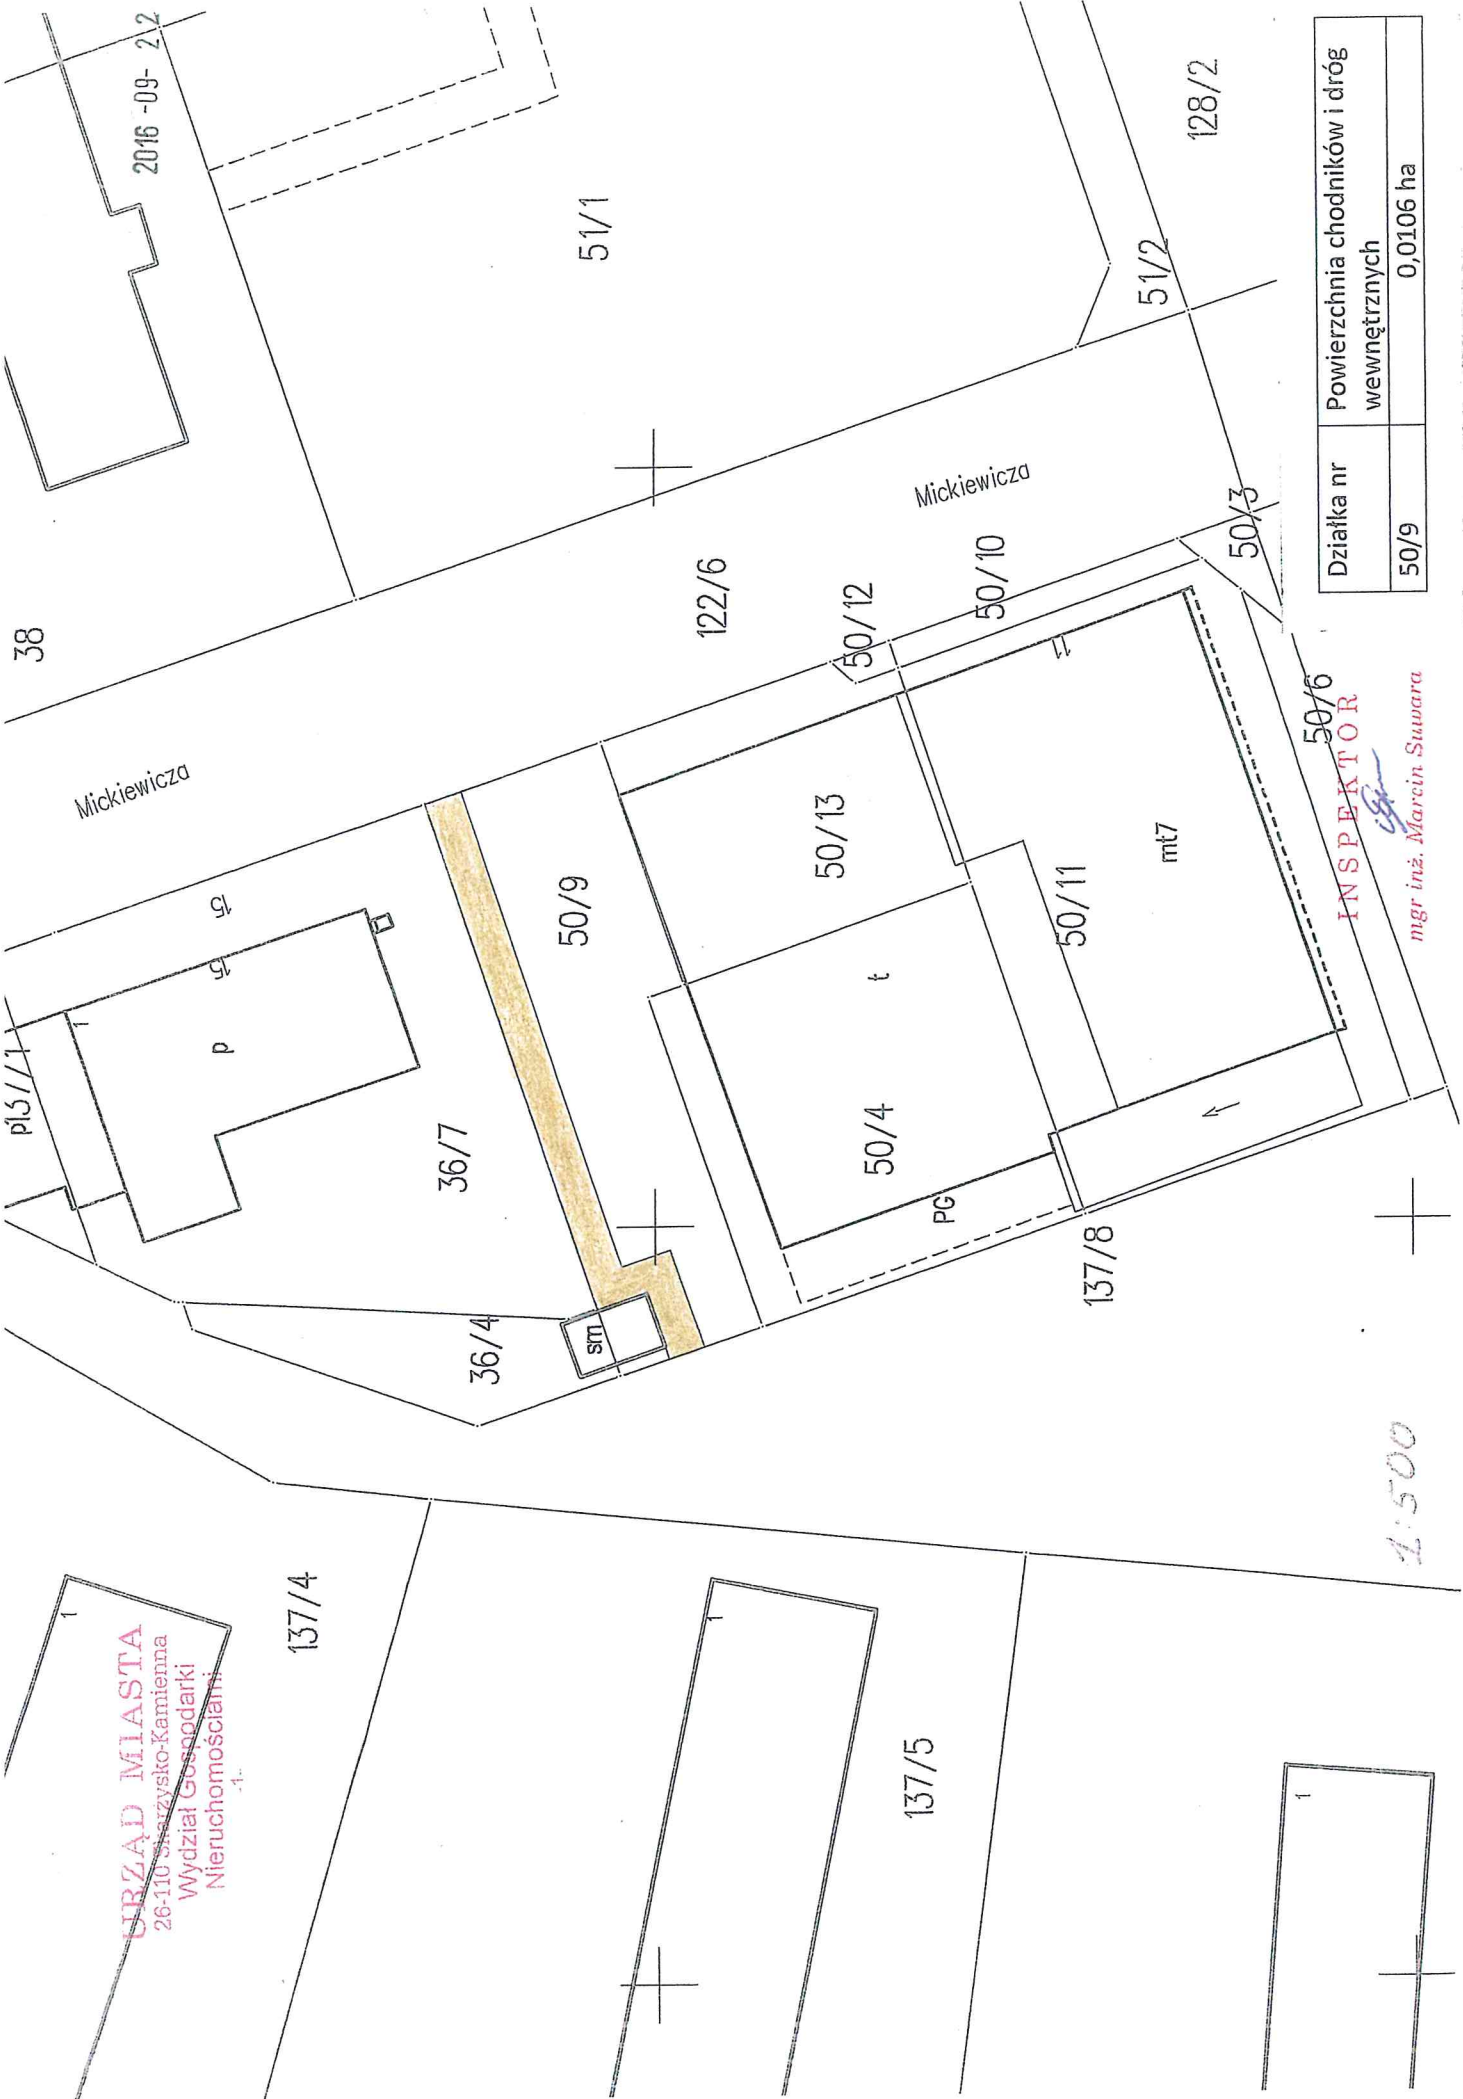 URZĄD MIASTA
26-110 Skarżysko-Kamienna
Wydział Gospodarki
Nieruchomościami
-1-
2016 -09- 22
38
Mickiewicza
15
15
1
p
36/7
36/4
sm
50/9
122/6
51/1
128/2
51/2
Mickiewicza
50/12
50/10
50/3
11
50/13
t
50/4
50/11
mt7
PG
137/8
50/6
137/4
1
137/5
1
1
1:500
INSPEKTOR
mgr inż. Marcin Suwara
Działka nr
Powierzchnia chodników i dróg
wewnętrznych
50/9
0,0106 ha